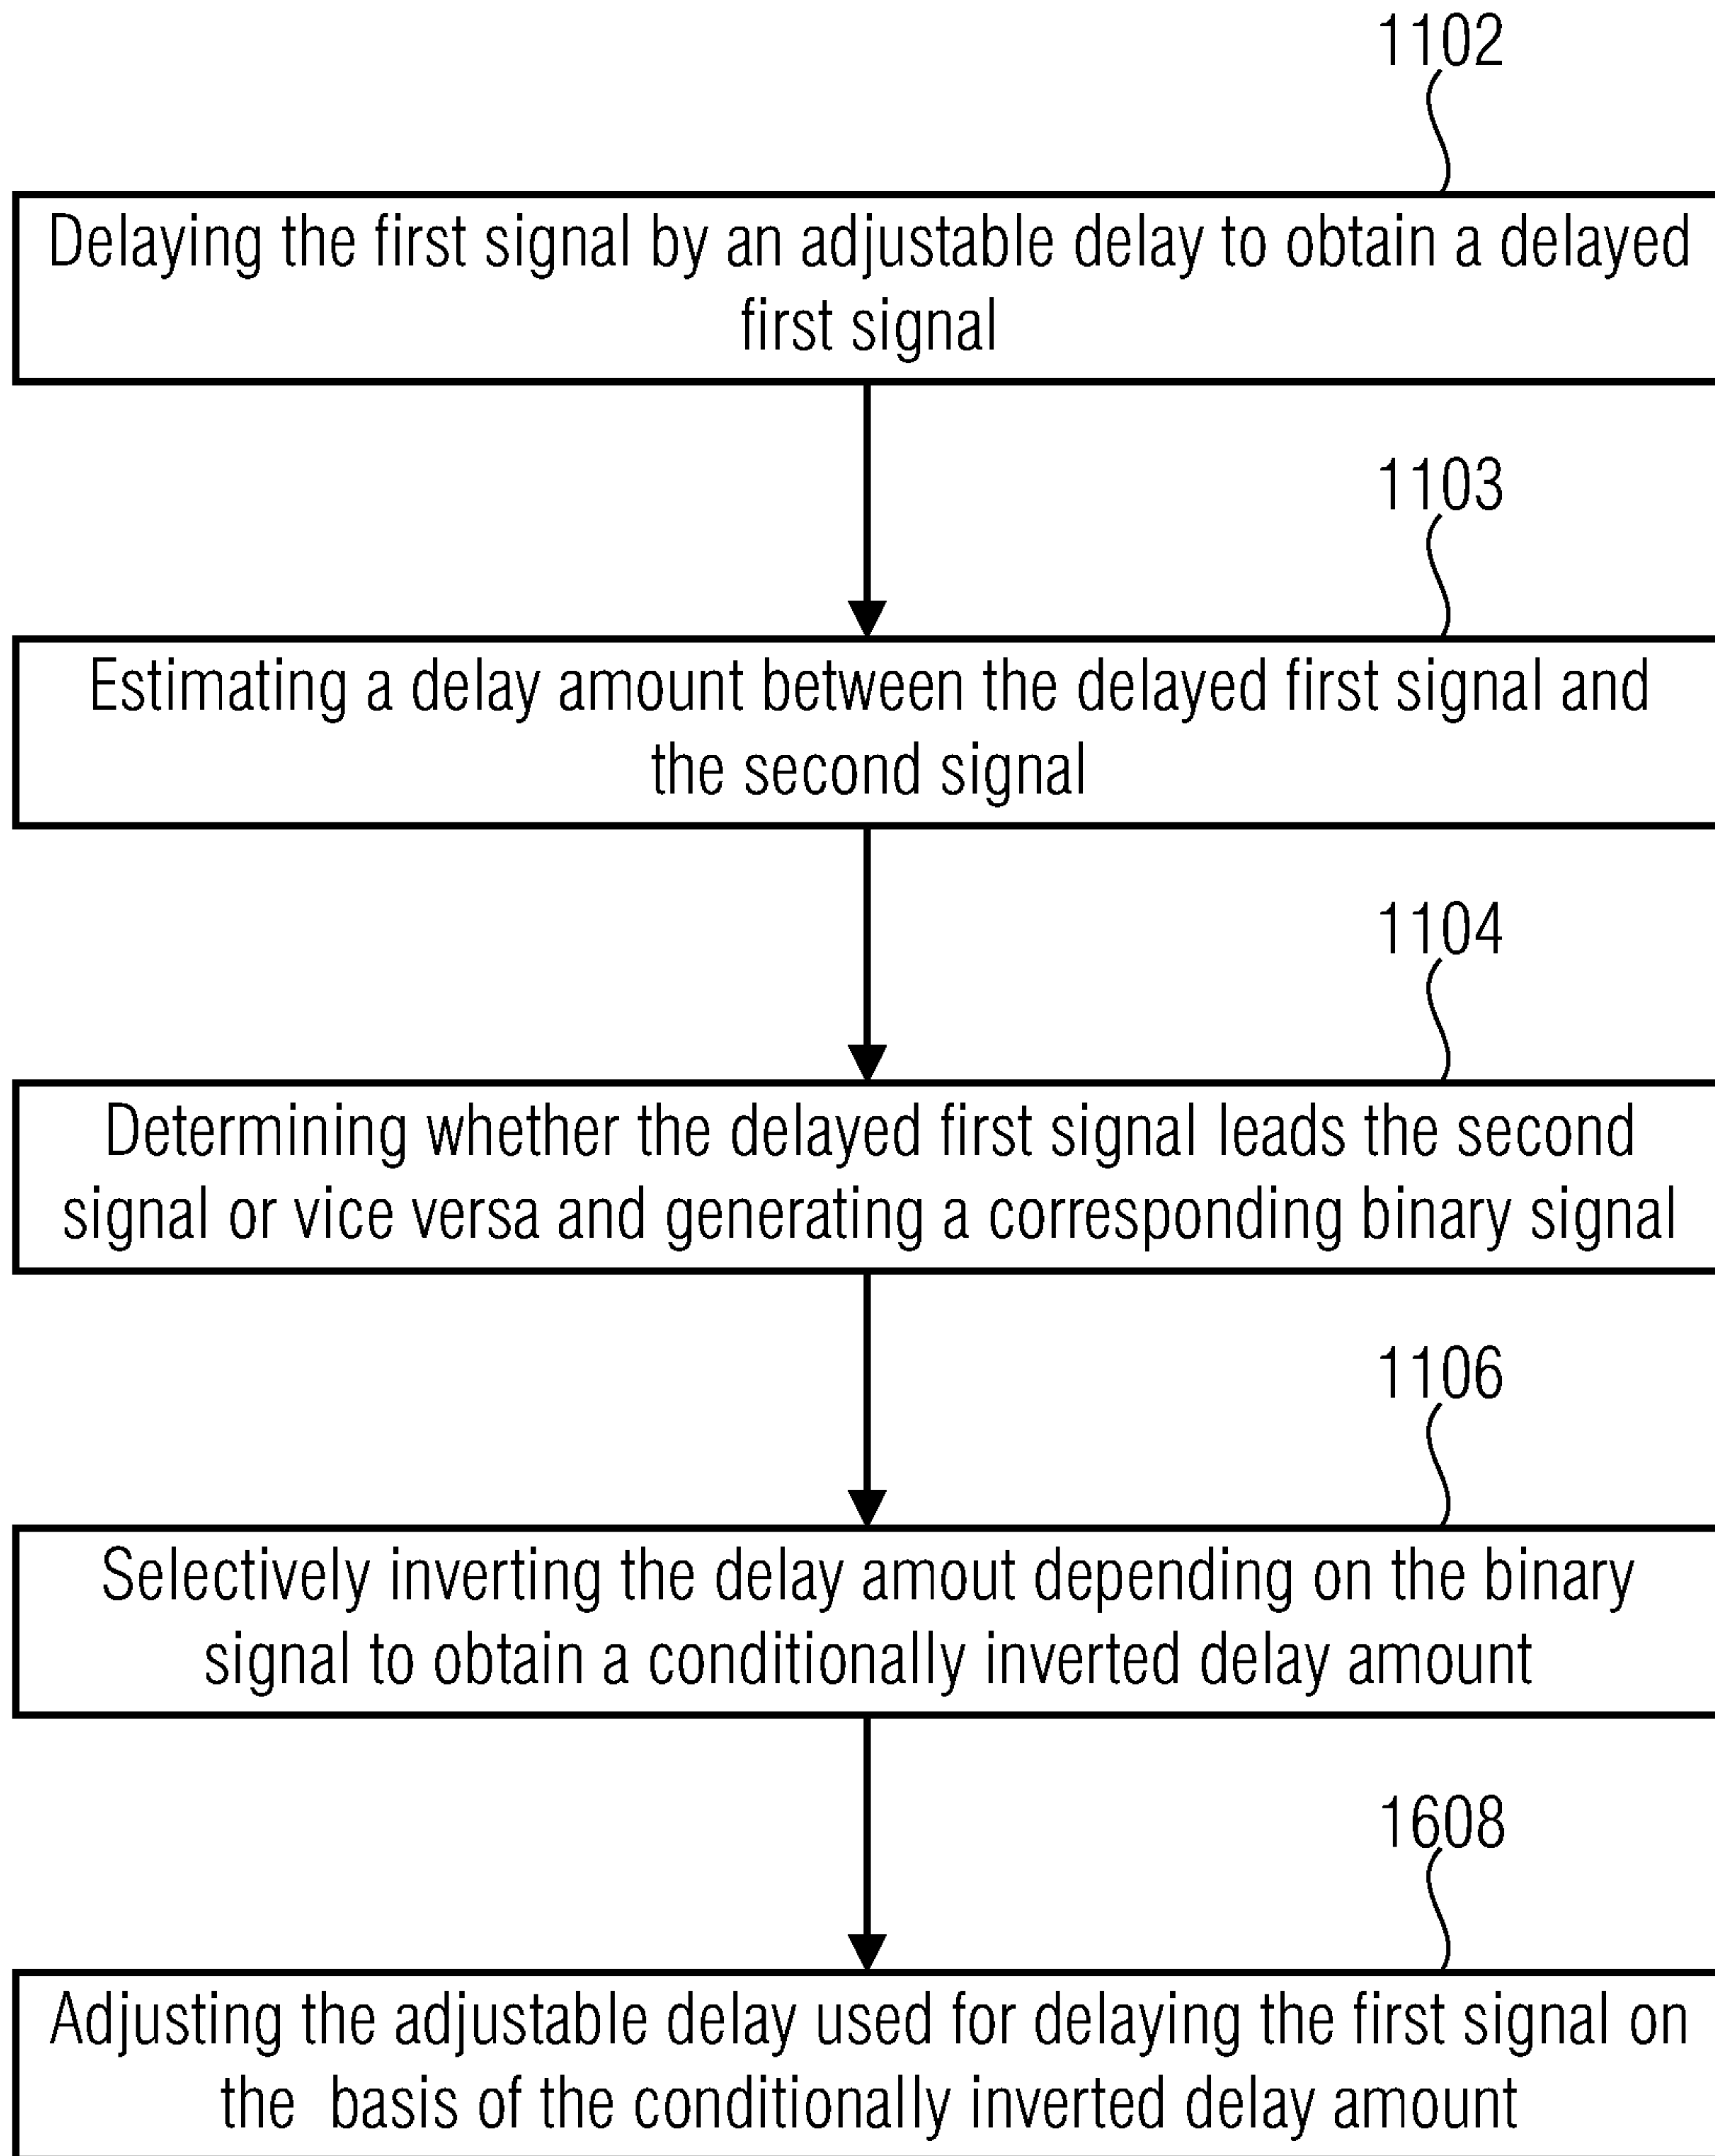 1102
Delaying the first signal by an adjustable delay to obtain a delayed
first signal
1103
Estimating a delay amount between the delayed first signal and
the second signal
1104
Determining whether the delayed first signal leads the second
signal or vice versa and generating a corresponding binary signal
1106
Selectively inverting the delay amout depending on the binary
signal to obtain a conditionally inverted delay amount
1608
Adjusting the adjustable delay used for delaying the first signal on
the basis of the conditionally inverted delay amount